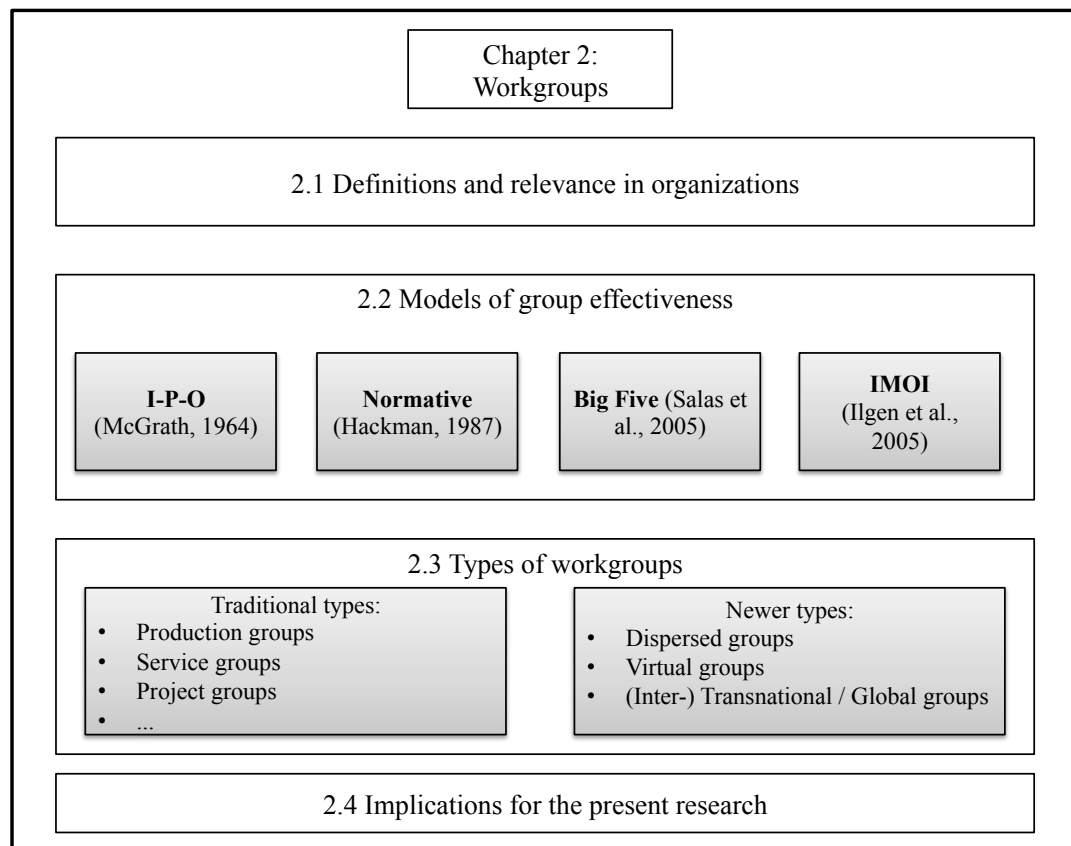 Chapter 2:
Workgroups
2.1 Definitions and relevance in organizations
2.2 Models of group effectiveness
I-P-O
(McGrath, 1964)
Normative
(Hackman, 1987)
Big Five (Salas et
al., 2005)
IMOI
(Ilgen et al.,
2005)
2.3 Types of workgroups
Traditional types:
• Production groups
• Service groups
• Project groups
• ...
Newer types:
• Dispersed groups
• Virtual groups
• (Inter-) Transnational / Global groups
2.4 Implications for the present research